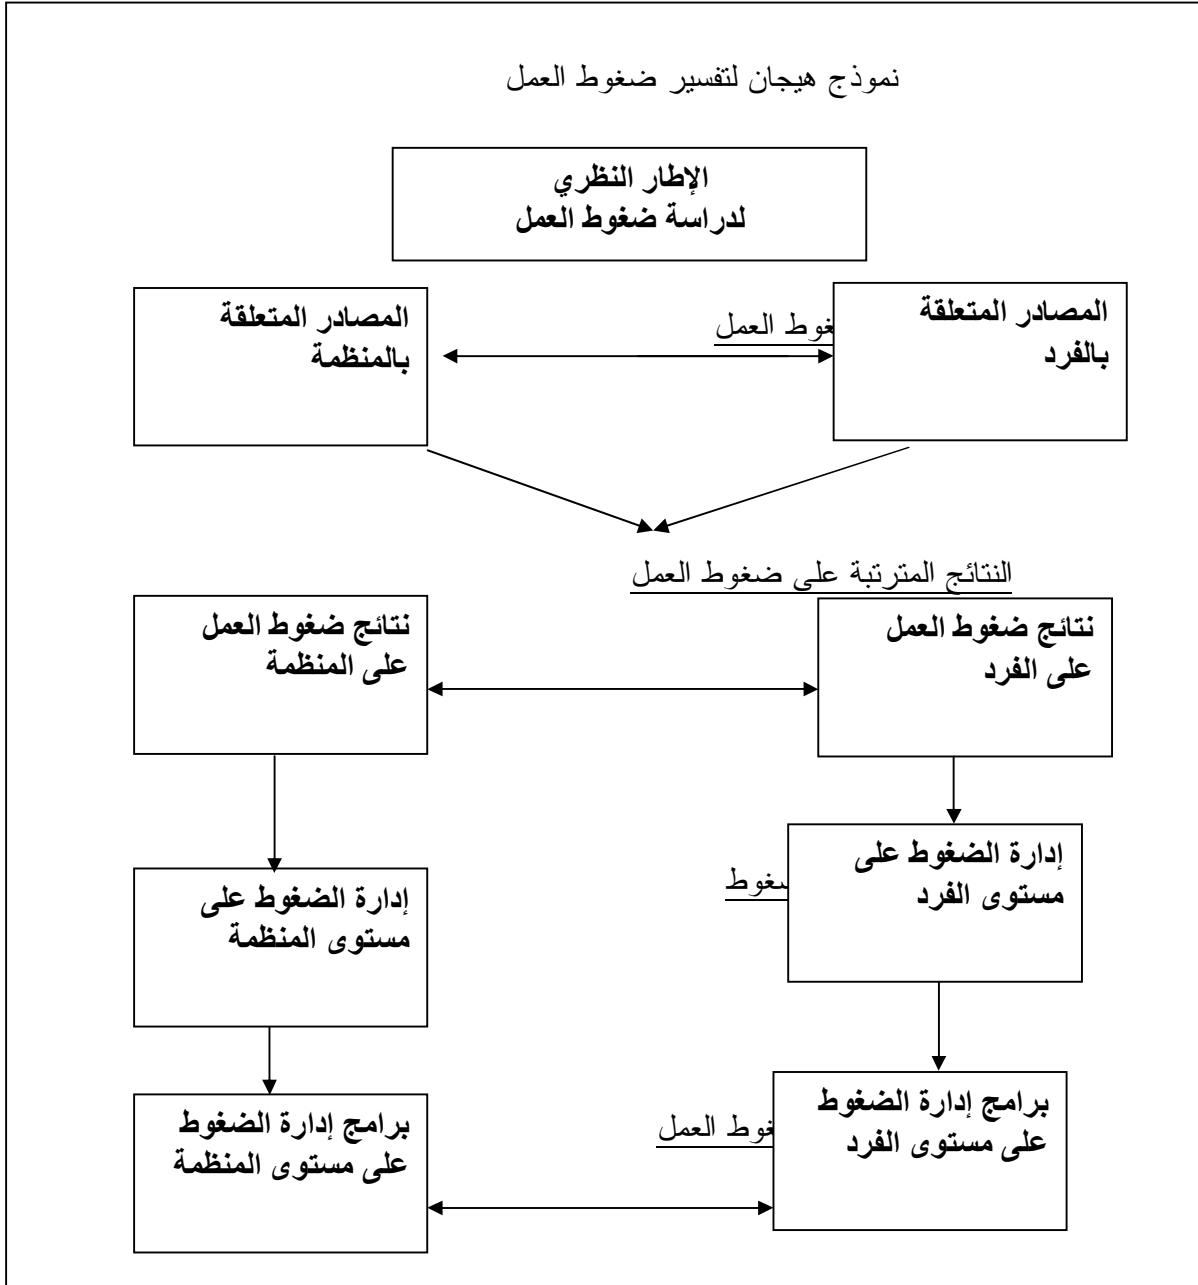 نموذج هيجان لتفسير ضغوط العمل
الإطار النظري
لدراسة ضغوط العمل
المصادر المتعلقة
بالفرد
العمل
المصادر المتعلقة
بالمنظمة
النتائج المترتبة على ضغوط العمل
نتائج ضغوط العمل
على الفرد
نتائج ضغوط العمل
على المنظمة
إدارة الضغوط على
مستوى الفرد
إدارة الضغوط على
مستوى المنظمة
برامج إدارة الضغوط
على مستوى الفرد
العمل
برامج إدارة الضغوط
على مستوى المنظمة